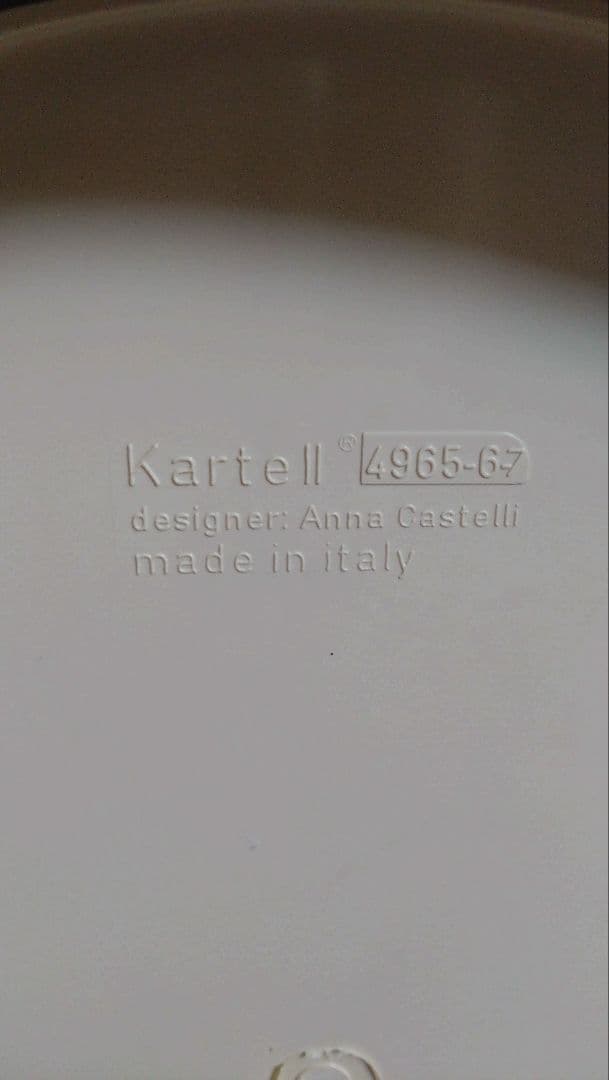 Kartell® 4965-67
designer: Anna Castelli
made in italy